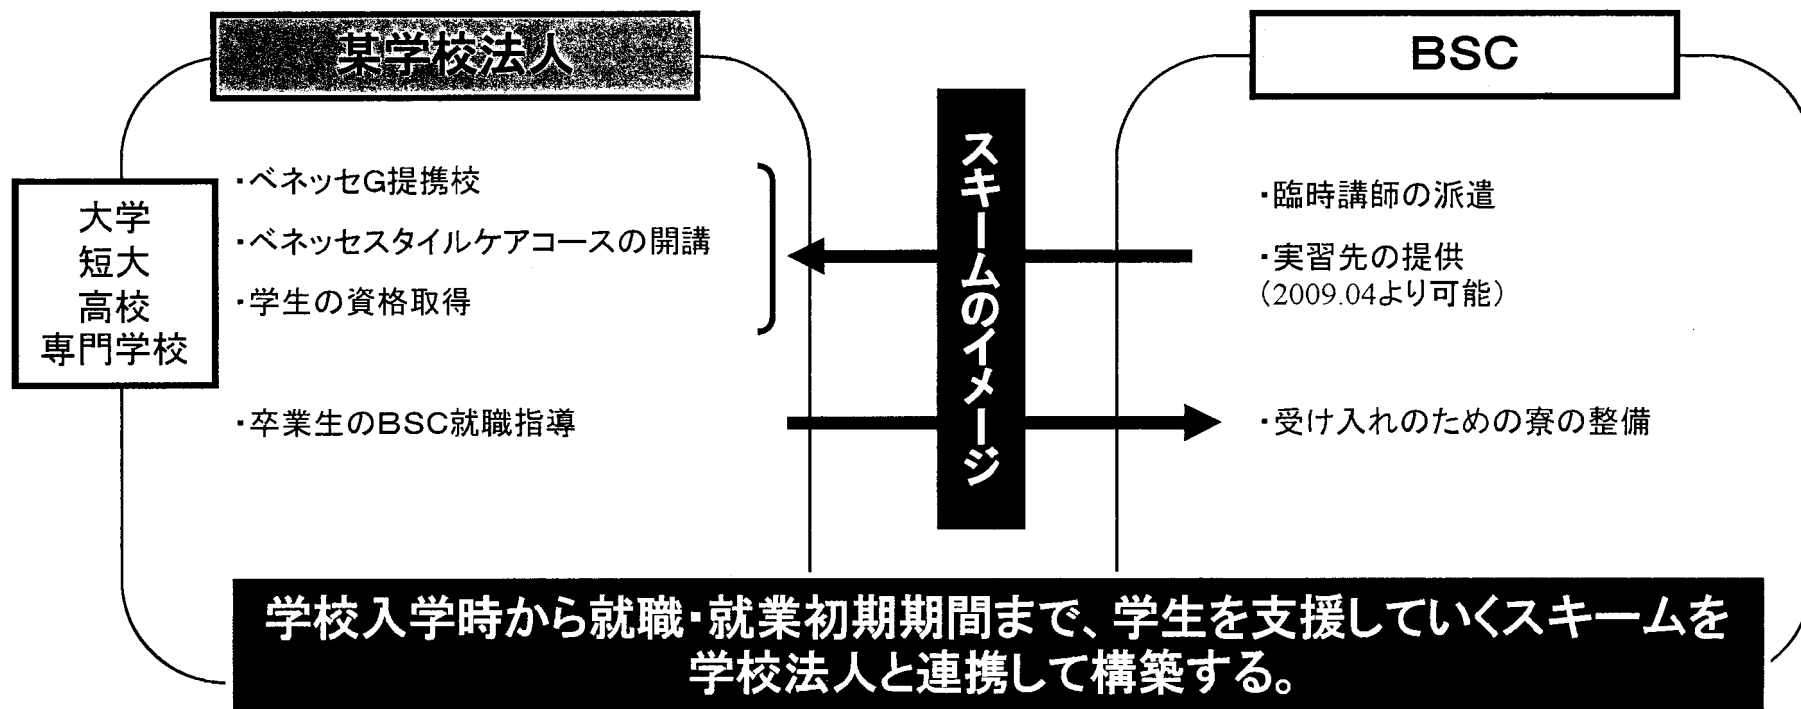 某学校法人
大学
短大
高校
専門学校
・ベネッセG提携校
・ベネッセスタイルケアコースの開講
・学生の資格取得
・卒業生のBSC就職指導
スキームのイメージ
BSC
・臨時講師の派遣
・実習先の提供
(2009.04より可能)
・受け入れのための寮の整備
学校入学時から就職・就業初期期間まで、学生を支援していくスキームを
学校法人と連携して構築する。